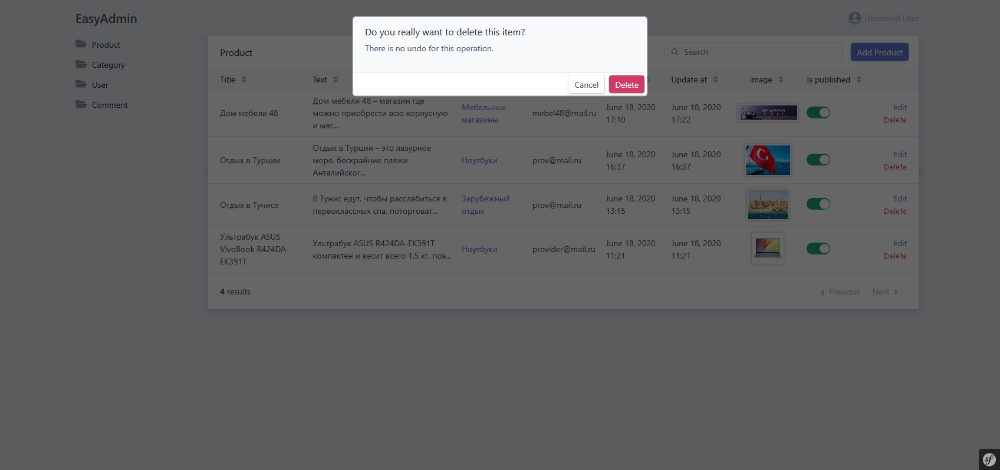 EasyAdmin
Unnamed User
Product
Category
User
Comment
Do you really want to delete this item?
There is no undo for this operation.
Cancel
Delete
Product
Search
Add Product
Title
Text
Update at
image
Is published
Дом мебели 48
Дом мебели 48 – магазин где
можно приобрести всю корпусную
и мяг...
Мебельные
магазины
mebel48@mail.ru
June 18, 2020
17:10
June 18, 2020
17:22
Edit
Delete
Отдых в Турции
Отдых в Турции – это лазурное
море, бескрайние пляжи
Анталийског...
Ноутбуки
prov@mail.ru
June 18, 2020
16:37
June 18, 2020
16:37
Edit
Delete
Отдых в Тунисе
В Тунис едут, чтобы расслабиться в
первоклассных спа, поторговат...
Зарубежный
отдых
prov@mail.ru
June 18, 2020
13:15
June 18, 2020
13:15
Edit
Delete
Ультрабук ASUS
VivoBook R424DA-
EK391T
Ультрабук ASUS R424DA-EK391T
компактен и весит всего 1,5 кг, поэ...
Ноутбуки
provider@mail.ru
June 18, 2020
11:21
June 18, 2020
11:21
Edit
Delete
4 results
Previous
Next
sf